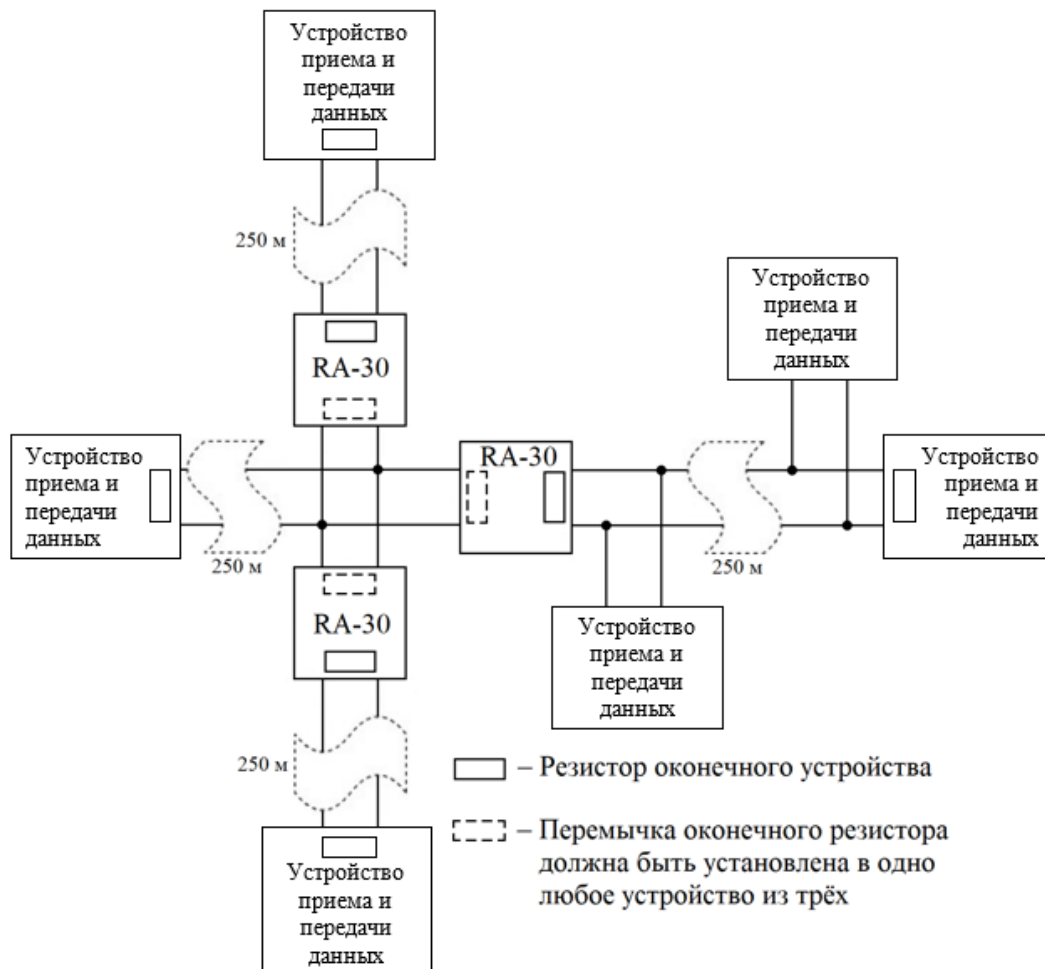 Устройство
приема и
передачи
данных
250 м
RA-30
Устройство
приема и
передачи
данных
Устройство
приема и
передачи
данных
250 м
RA-30
250 м
Устройство
приема и
передачи
данных
RA-30
Устройство
приема и
передачи
данных
250 м
Устройство
приема и
передачи
данных
– Резистор оконечного устройства
– Перемычка оконечного резистора
должна быть установлена в одно
любое устройство из трёх